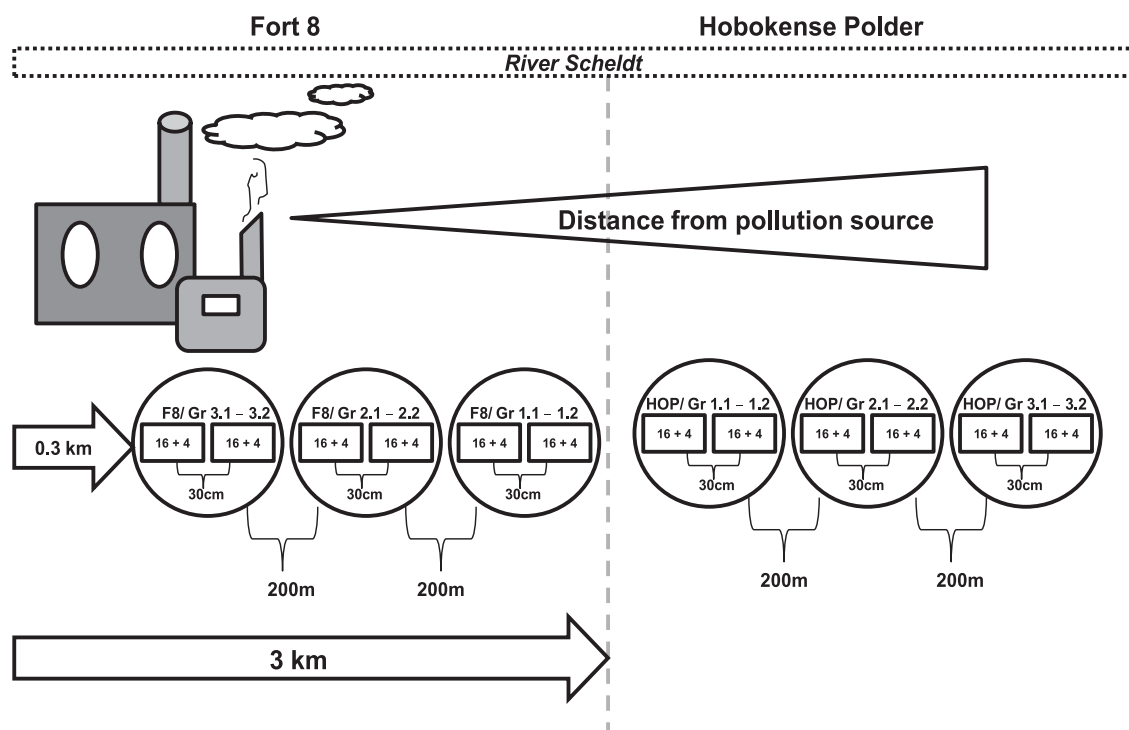 Fort 8
Hobokense Polder
River Scheldt
Distance from pollution source
0.3 km
F8/ Gr 3.1 – 3.2
16 + 4
16 + 4
30cm
F8/ Gr 2.1 – 2.2
16 + 4
16 + 4
30cm
F8/ Gr 1.1 – 1.2
16 + 4
16 + 4
30cm
HOP/ Gr 1.1 – 1.2
16 + 4
16 + 4
30cm
HOP/ Gr 2.1 – 2.2
16 + 4
16 + 4
30cm
HOP/ Gr 3.1 – 3.2
16 + 4
16 + 4
30cm
200m
200m
200m
200m
3 km